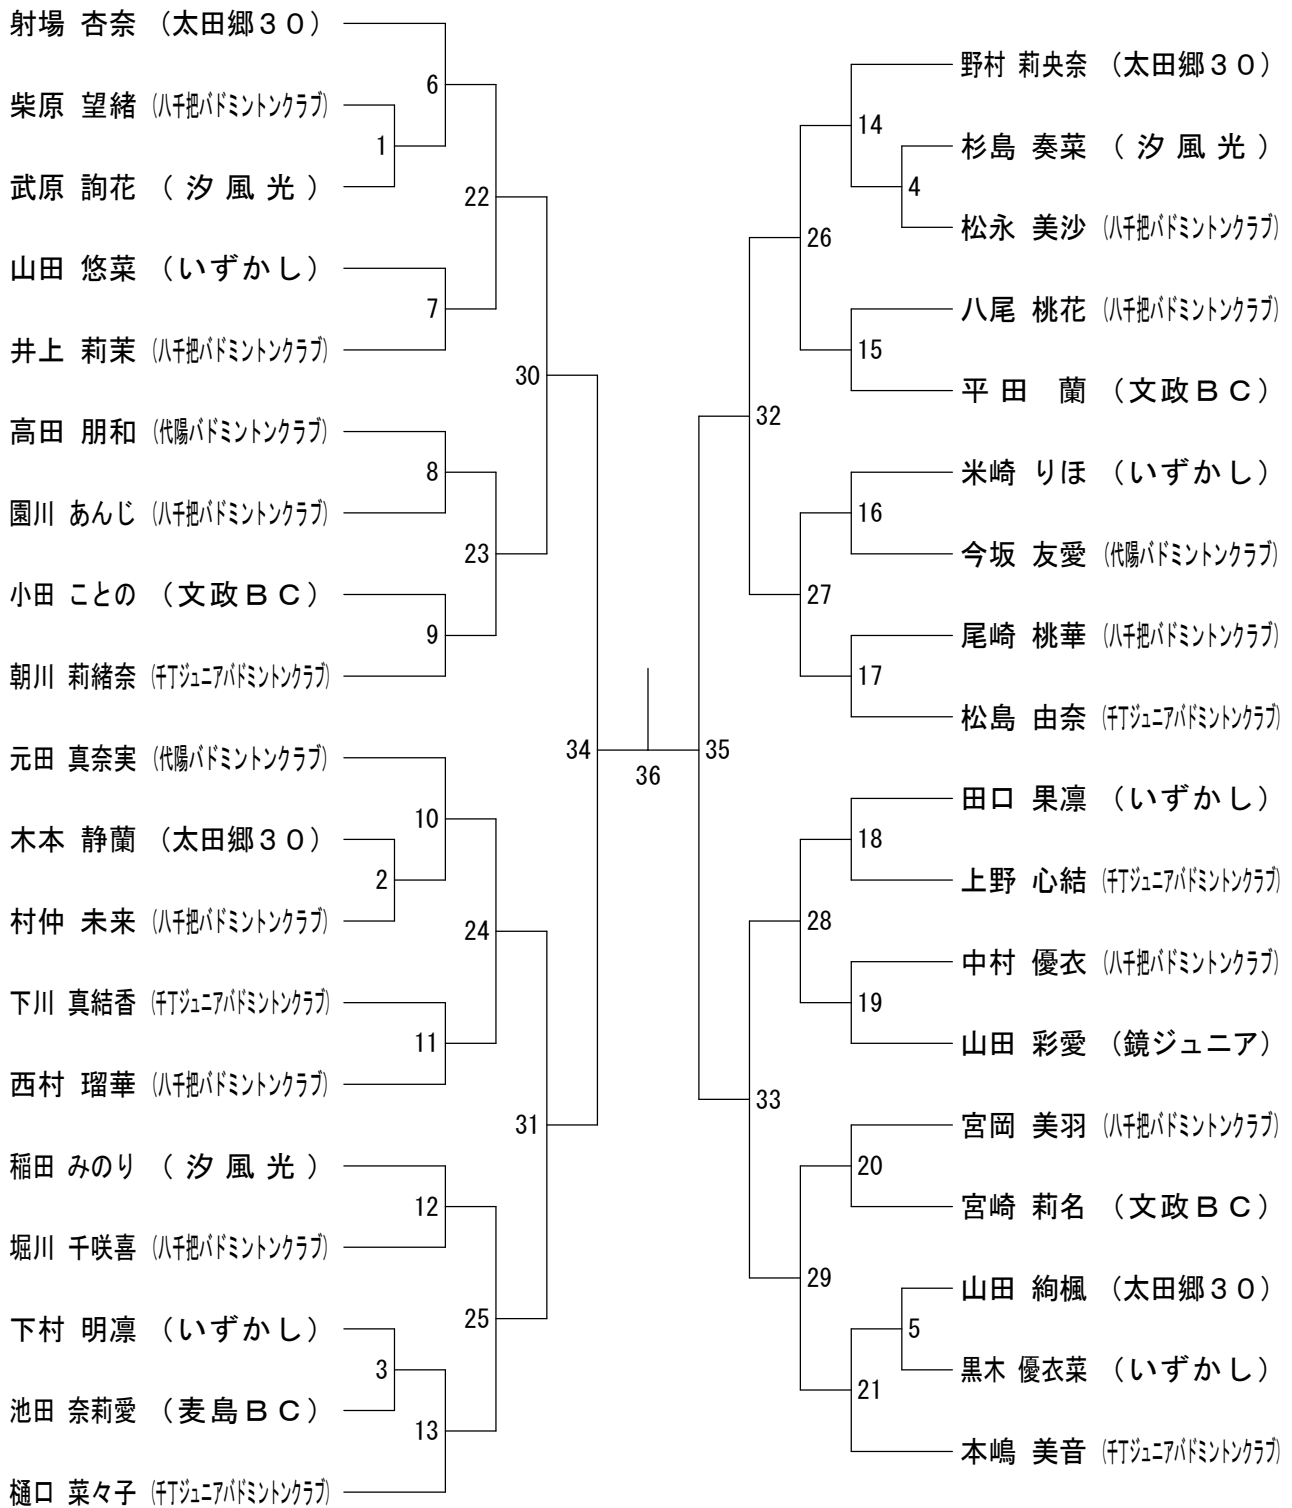 射場 杏奈 （太田郷３０）
6
柴原 望緒 (八千把バドミントンクラブ)
1
武原 詢花 （ 汐 風 光 ）
22
山田 悠菜 （いずかし）
7
井上 莉茉 (八千把バドミントンクラブ)
30
高田 朋和 (代陽バドミントンクラブ)
8
園川 あんじ (八千把バドミントンクラブ)
23
小田 ことの （文政ＢＣ）
9
朝川 莉緒奈 (千丁ジュニアバドミントンクラブ)
34
元田 真奈実 (代陽バドミントンクラブ)
10
木本 静蘭 （太田郷３０）
2
村仲 未来 (八千把バドミントンクラブ)
24
下川 真結香 (千丁ジュニアバドミントンクラブ)
11
西村 瑠華 (八千把バドミントンクラブ)
31
稲田 みのり （ 汐 風 光 ）
12
堀川 千咲喜 (八千把バドミントンクラブ)
25
下村 明凛 （いずかし）
3
池田 奈莉愛 （麦島ＢＣ）
13
樋口 菜々子 (千丁ジュニアバドミントンクラブ)
36
野村 莉央奈 （太田郷３０）
14
杉島 奏菜 （ 汐 風 光 ）
4
松永 美沙 (八千把バドミントンクラブ)
26
八尾 桃花 (八千把バドミントンクラブ)
15
平田 蘭 （文政ＢＣ）
32
米崎 りほ （いずかし）
16
今坂 友愛 (代陽バドミントンクラブ)
27
尾崎 桃華 (八千把バドミントンクラブ)
17
松島 由奈 (千丁ジュニアバドミントンクラブ)
35
田口 果凛 （いずかし）
18
上野 心結 (千丁ジュニアバドミントンクラブ)
28
中村 優衣 (八千把バドミントンクラブ)
19
山田 彩愛 （鏡ジュニア）
33
宮岡 美羽 (八千把バドミントンクラブ)
20
宮崎 莉名 （文政ＢＣ）
29
山田 絢楓 （太田郷３０）
5
黒木 優衣菜 （いずかし）
21
本嶋 美音 (千丁ジュニアバドミントンクラブ)